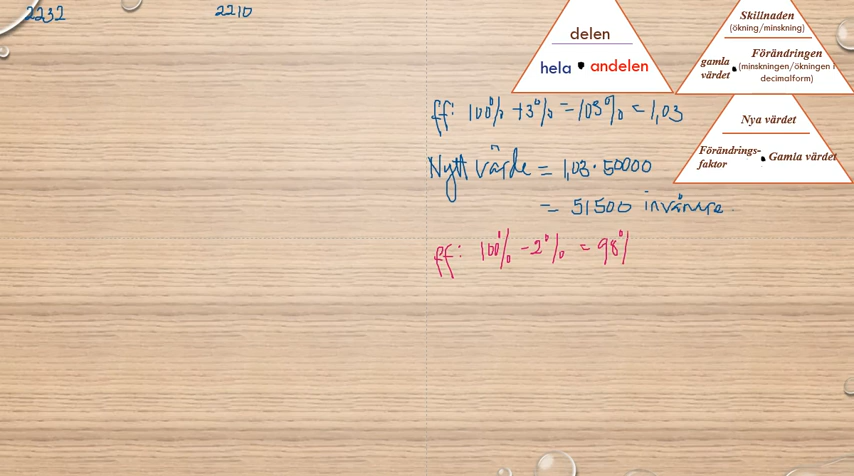 2232
2210
delen
hela • andelen
Skillnaden
(ökning/minskning)
gamla värdet • Förändringen
(minskningen/ökningen i decimalform)
Nya värdet
Förändrings-
faktor • Gamla värdet
ff: 100% +3% = 103% = 1,03
Nytt värde = 1,03 · 50000
= 51500 invånare.
ff: 100% - 2% = 98%